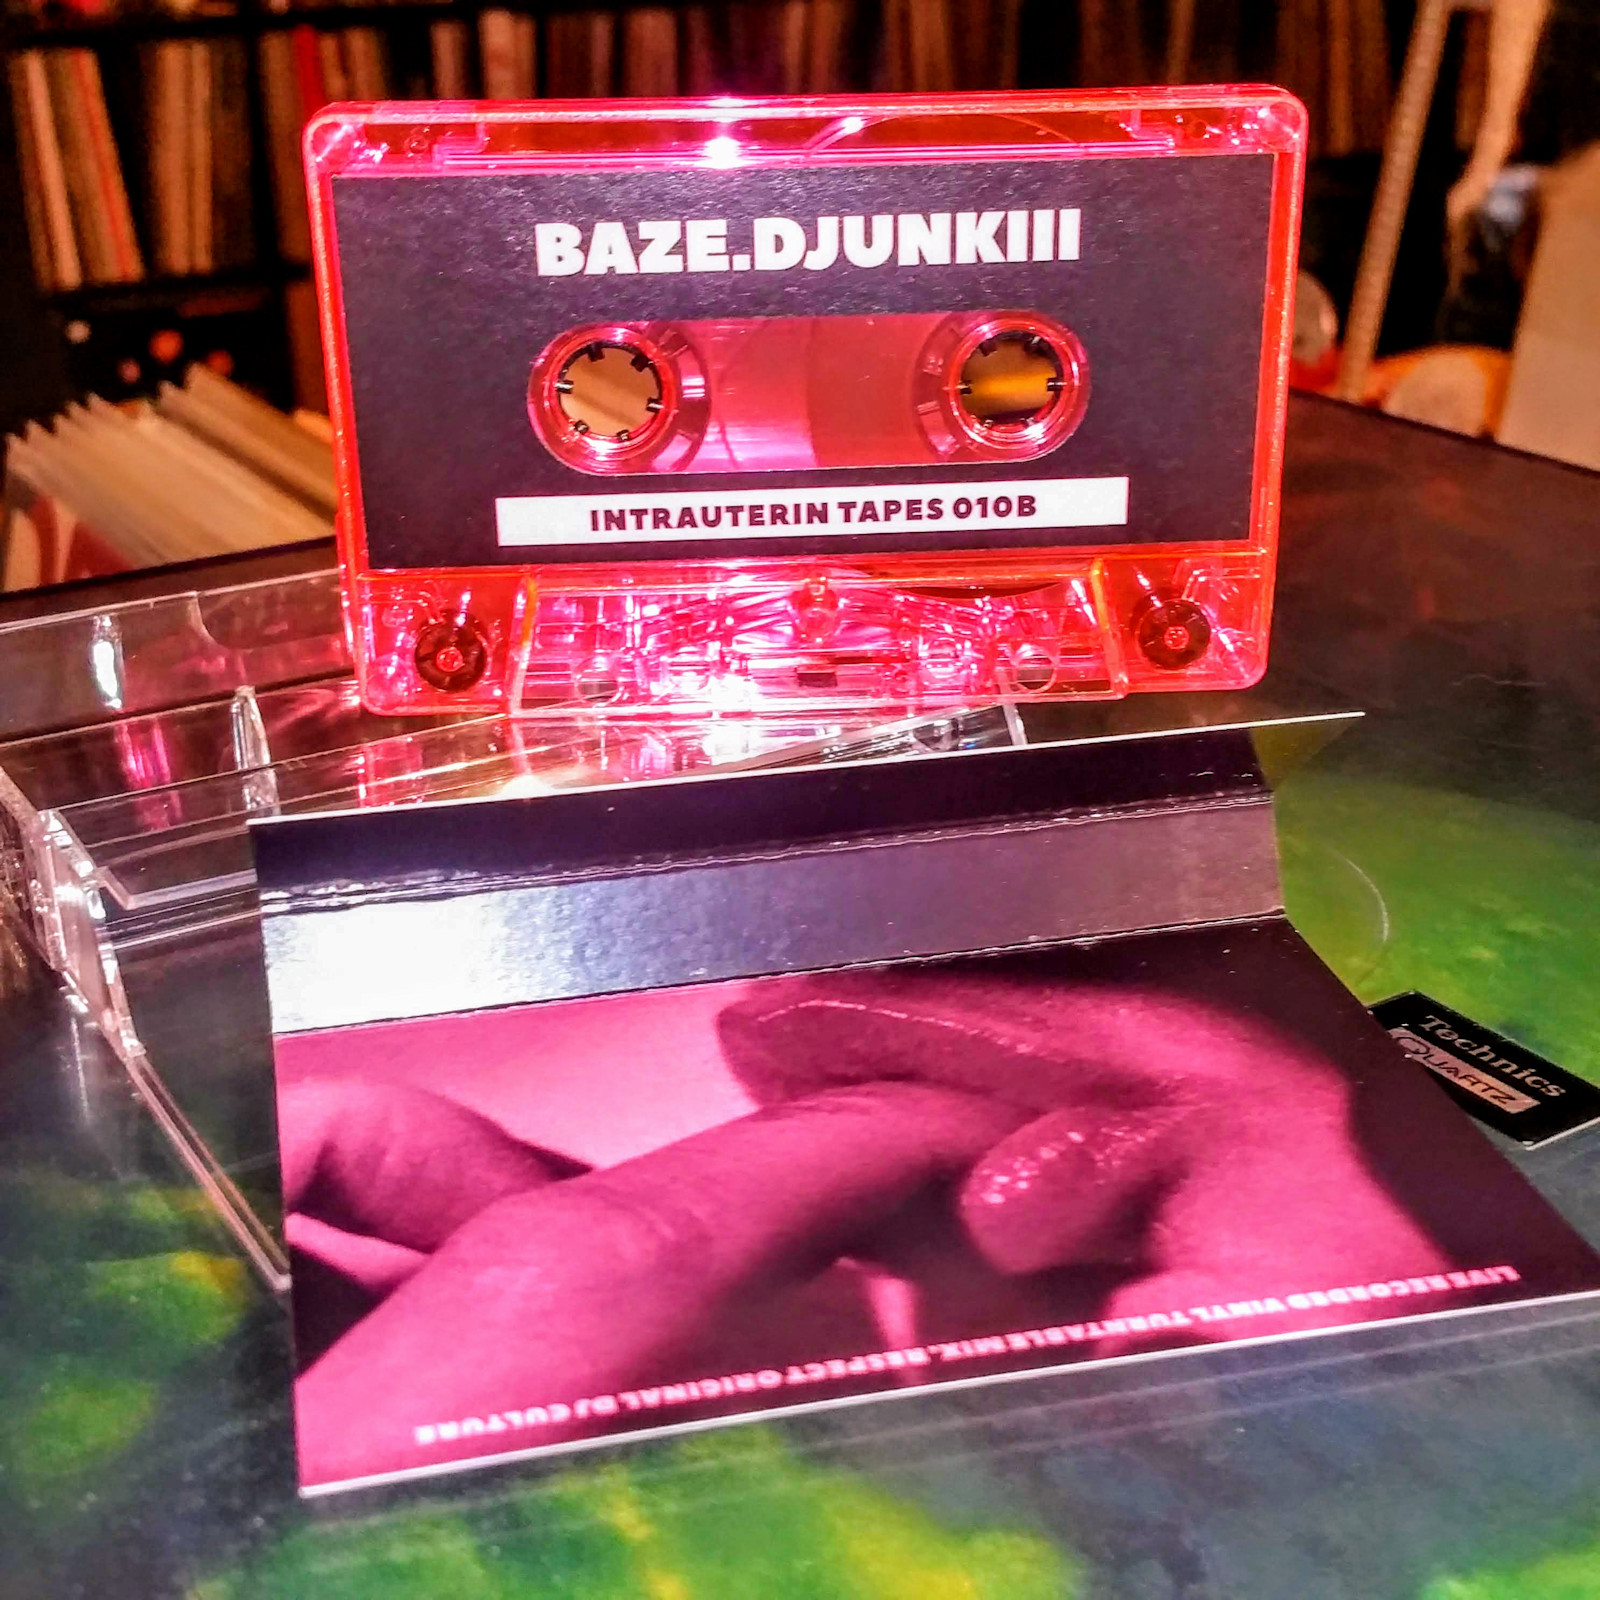 BAZE.DJUNKIII
INTRAUTERIN TAPES 010B
Technics
QUARTZ
LIVE RECORDED VINYL TURNTABLE MIX. RESPECT ORIGINAL DJ CULTURE